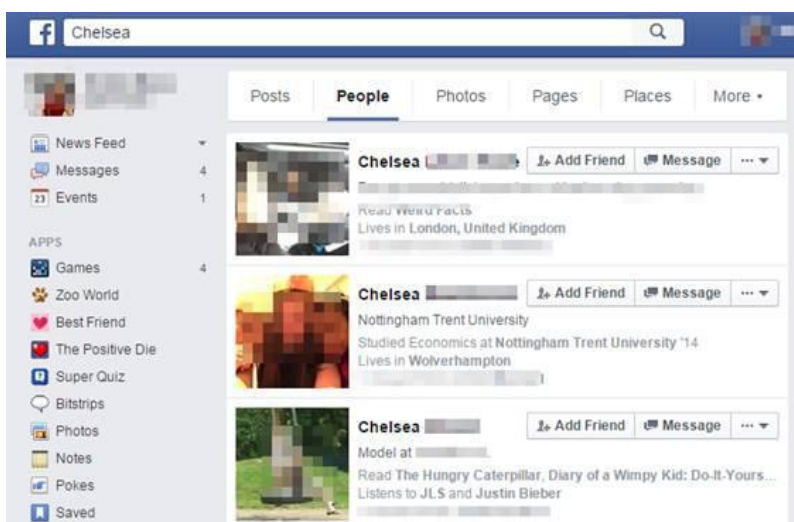 f
Chelsea
Posts People Photos Pages Places More
News Feed
Messages 4
Events 1
23
APPS
Games 4
Zoo World
Best Friend
The Positive Die
Super Quiz
Bitstrips
Photos
Notes
Pokes
Saved
Chelsea
Add Friend Message ...
Read Weird Facts
Lives in London, United Kingdom
Chelsea
Add Friend Message ...
Nottingham Trent University
Studied Economics at Nottingham Trent University '14
Lives in Wolverhampton
Chelsea
Add Friend Message ...
Model at
Read The Hungry Caterpillar, Diary of a Wimpy Kid: Do-It-Yours...
Listens to JLS and Justin Bieber